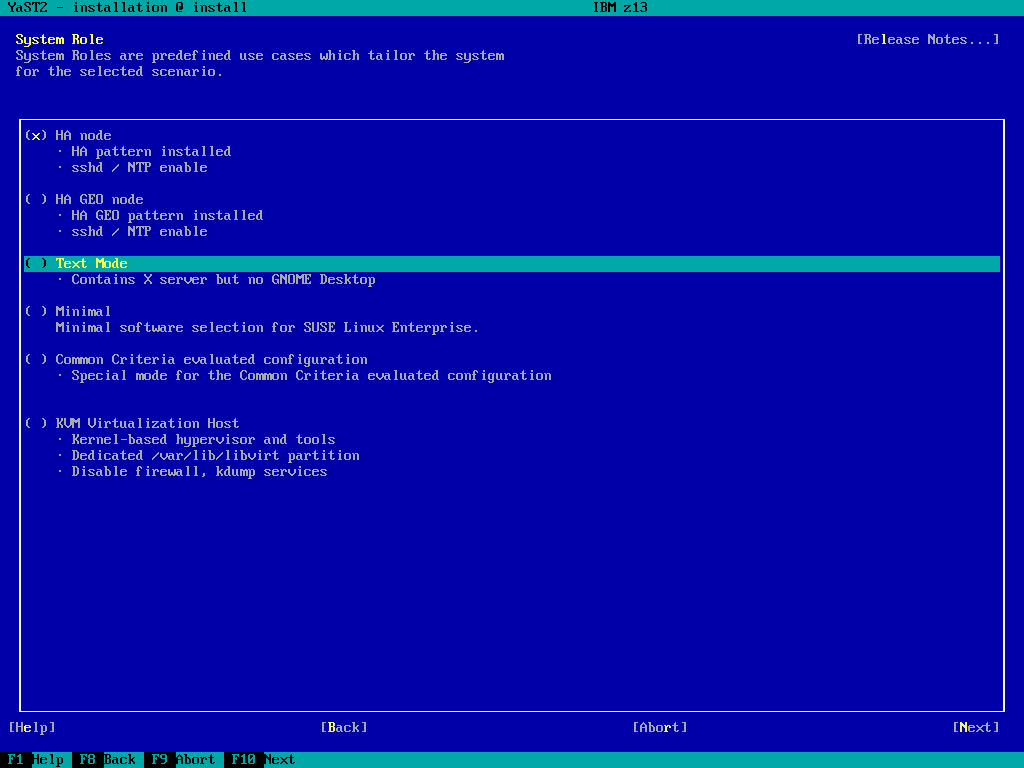 YaST2 - installation @ install IBM z13
System Role [Release Notes...]
System Roles are predefined use cases which tailor the system
for the selected scenario.
(x) HA node
· HA pattern installed
· sshd / NTP enable
( ) HA GEO node
· HA GEO pattern installed
· sshd / NTP enable
( ) Text Mode
· Contains X server but no GNOME Desktop
( ) Minimal
Minimal software selection for SUSE Linux Enterprise.
( ) Common Criteria evaluated configuration
· Special mode for the Common Criteria evaluated configuration
( ) KVM Virtualization Host
· Kernel-based hypervisor and tools
· Dedicated /var/lib/libvirt partition
· Disable firewall, kdump services
[Help] [Back] [Abort] [Next]
F1 Help F8 Back F9 Abort F10 Next